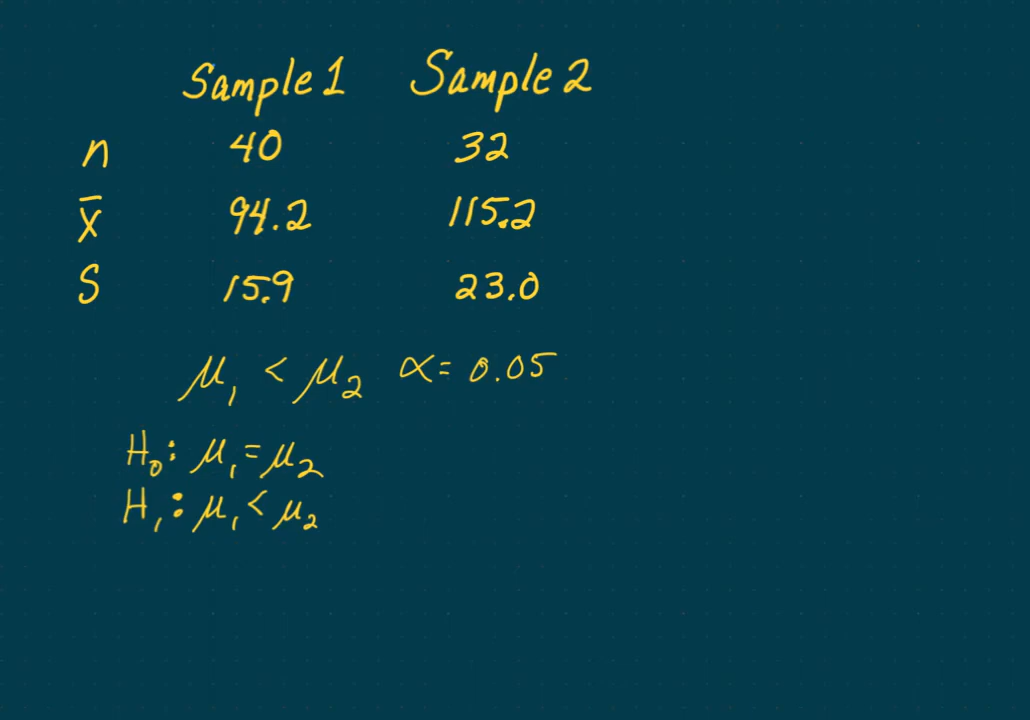 Sample 1 Sample 2
n 40 32
x̄ 94.2 115.2
S 15.9 23.0
μ₁ < μ₂ α = 0.05
H₀: μ₁ = μ₂
H₁: μ₁ < μ₂